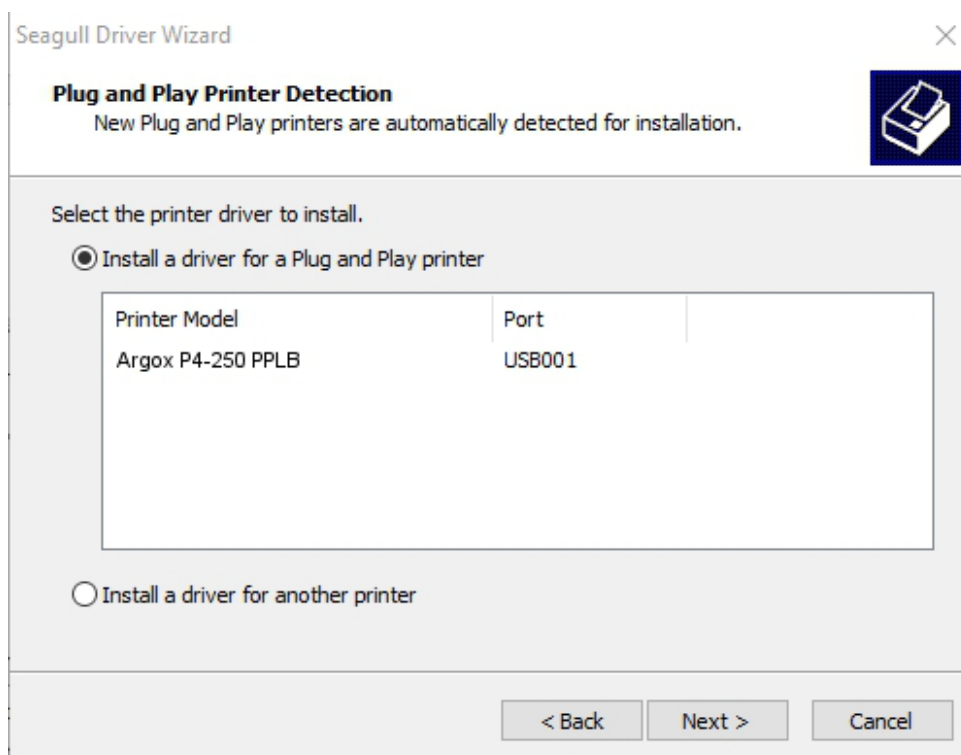 Seagull Driver Wizard
Plug and Play Printer Detection
New Plug and Play printers are automatically detected for installation.
Select the printer driver to install.
Install a driver for a Plug and Play printer
Printer Model Port
Argox P4-250 PPLB USB001
Install a driver for another printer
< Back Next > Cancel